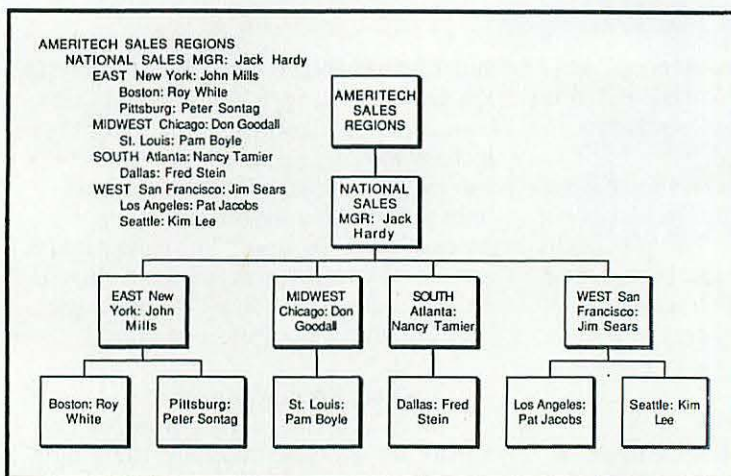 AMERITECH SALES REGIONS
NATIONAL SALES MGR: Jack Hardy
EAST New York: John Mills
Boston: Roy White
Pittsburg: Peter Sontag
MIDWEST Chicago: Don Goodall
St. Louis: Pam Boyle
SOUTH Atlanta: Nancy Tamier
Dallas: Fred Stein
WEST San Francisco: Jim Sears
Los Angeles: Pat Jacobs
Seattle: Kim Lee
AMERITECH
SALES
REGIONS
NATIONAL
SALES
MGR: Jack
Hardy
EAST New
York: John
Mills
MIDWEST
Chicago: Don
Goodall
SOUTH
Atlanta:
Nancy Tamier
WEST San
Francisco:
Jim Sears
Boston: Roy
White
Pittsburg:
Peter Sontag
St. Louis:
Pam Boyle
Dallas: Fred
Stein
Los Angeles:
Pat Jacobs
Seattle: Kim
Lee